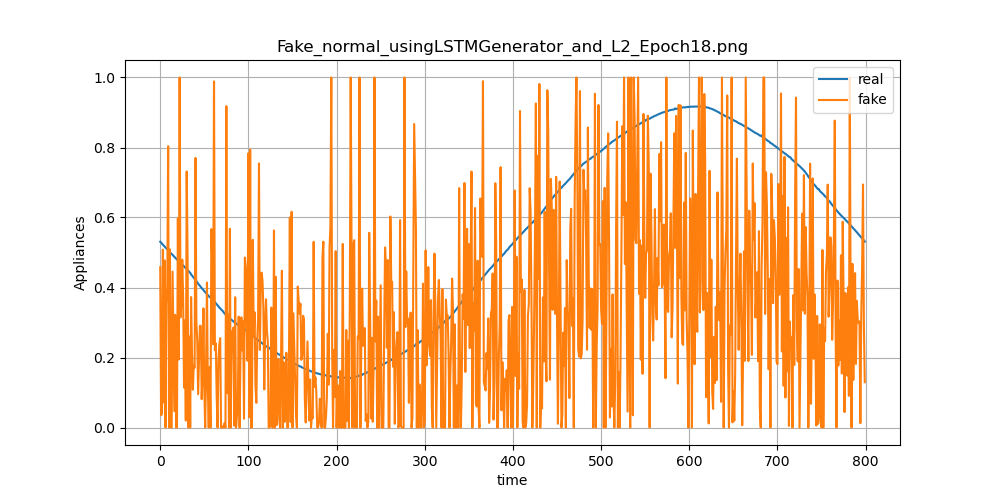 Fake_normal_usingLSTMGenerator_and_L2_Epoch18.png
real
fake
1.0
0.8
0.6
0.4
0.2
0.0
Appliances
0 100 200 300 400 500 600 700 800
time